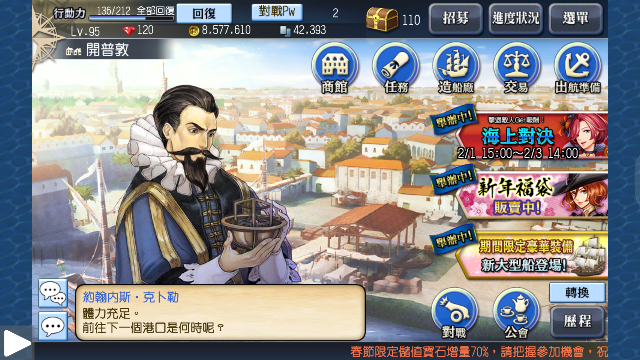 行動力 136/212 全部回復
回復
對戰Pw 2
110
招募
進度狀況
選單
Lv.95 120 8,577,610 42,393
開普敦
商館
任務
造船廠
交易
出航準備
舉辦中!
海上對決
2/1 15:00~2/3 14:00
舉辦中!
新年福袋
販賣中!
舉辦中!
期間限定豪華裝備
新大型船登場!
約翰內斯・克卜勒
體力充足。
前往下一個港口是何時呢?
對戰
公會
轉換
歷程
春節限定儲值寶石增量70%, 請把握參加機會, 祝